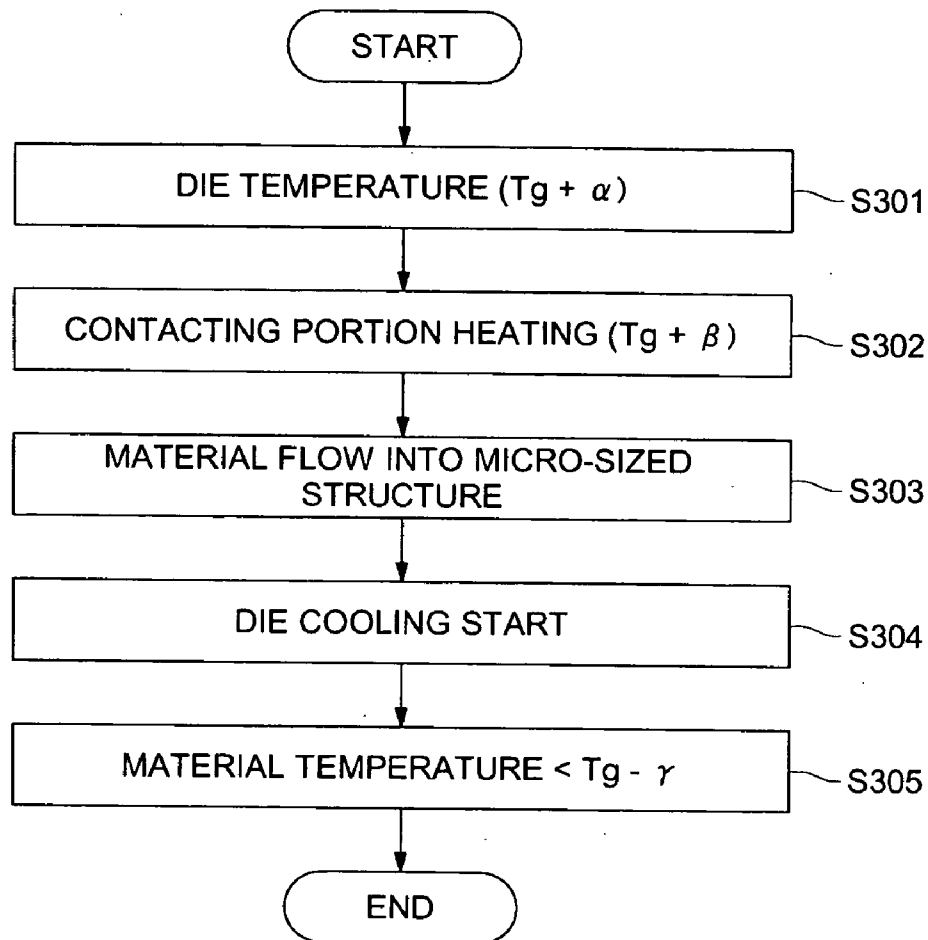 START
DIE TEMPERATURE (Tg + α)
S301
CONTACTING PORTION HEATING (Tg + β)
S302
MATERIAL FLOW INTO MICRO-SIZED
STRUCTURE
S303
DIE COOLING START
S304
MATERIAL TEMPERATURE < Tg - γ
S305
END